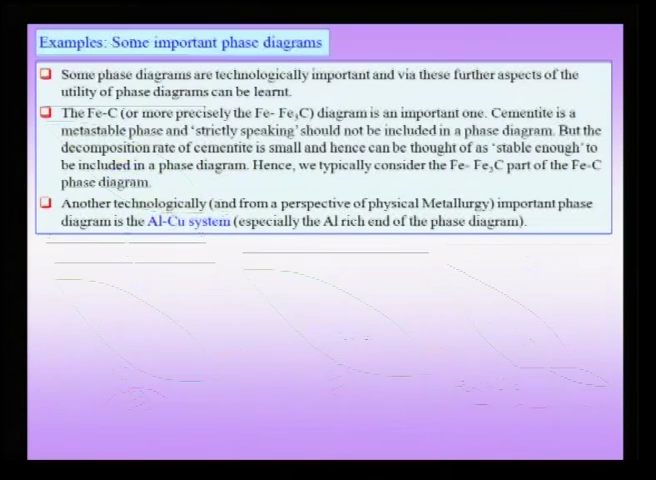 Examples: Some important phase diagrams
Some phase diagrams are technologically important and via these further aspects of the
utility of phase diagrams can be learnt.
The Fe-C (or more precisely the Fe- Fe₃C) diagram is an important one. Cementite is a
metastable phase and ‘strictly speaking’ should not be included in a phase diagram. But the
decomposition rate of cementite is small and hence can be thought of as ‘stable enough’ to
be included in a phase diagram. Hence, we typically consider the Fe- Fe₃C part of the Fe-C
phase diagram.
Another technologically (and from a perspective of physical Metallurgy) important phase
diagram is the Al-Cu system (especially the Al rich end of the phase diagram).